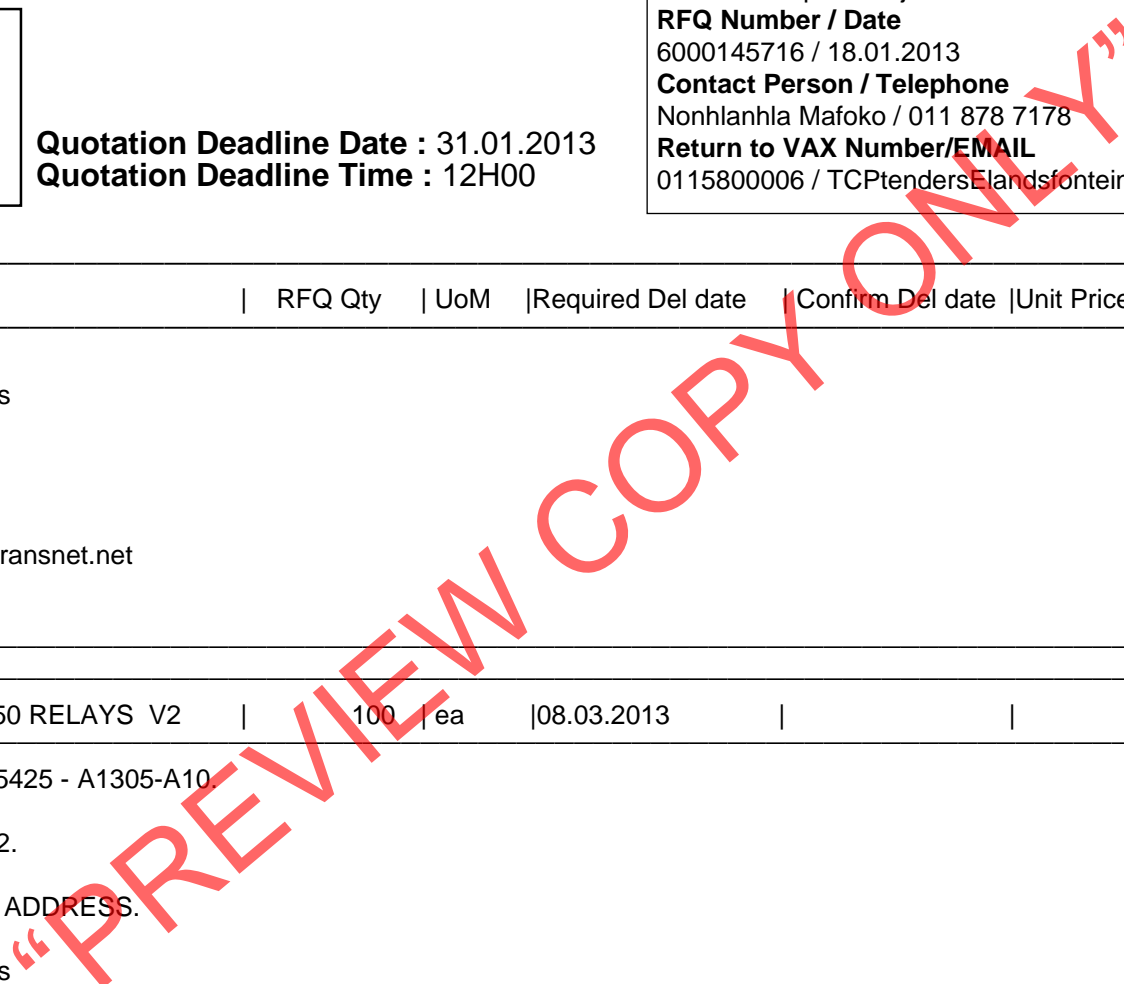 RFQ Number / Date
6000145716 / 18.01.2013
Contact Person / Telephone
Nonhlanhla Mafoko / 011 878 7178
Return to VAX Number/EMAIL
0115800006 / TCPtendersElandsfontein
Quotation Deadline Date : 31.01.2013
Quotation Deadline Time : 12H00
| RFQ Qty | UoM |Required Del date | Confirm Del date |Unit Price
s
ransnet.net
50 RELAYS V2 | 100 | ea |08.03.2013 | |
5425 - A1305-A10.
2.
ADDRESS.
s
“PREVIEW COPY ONLY”